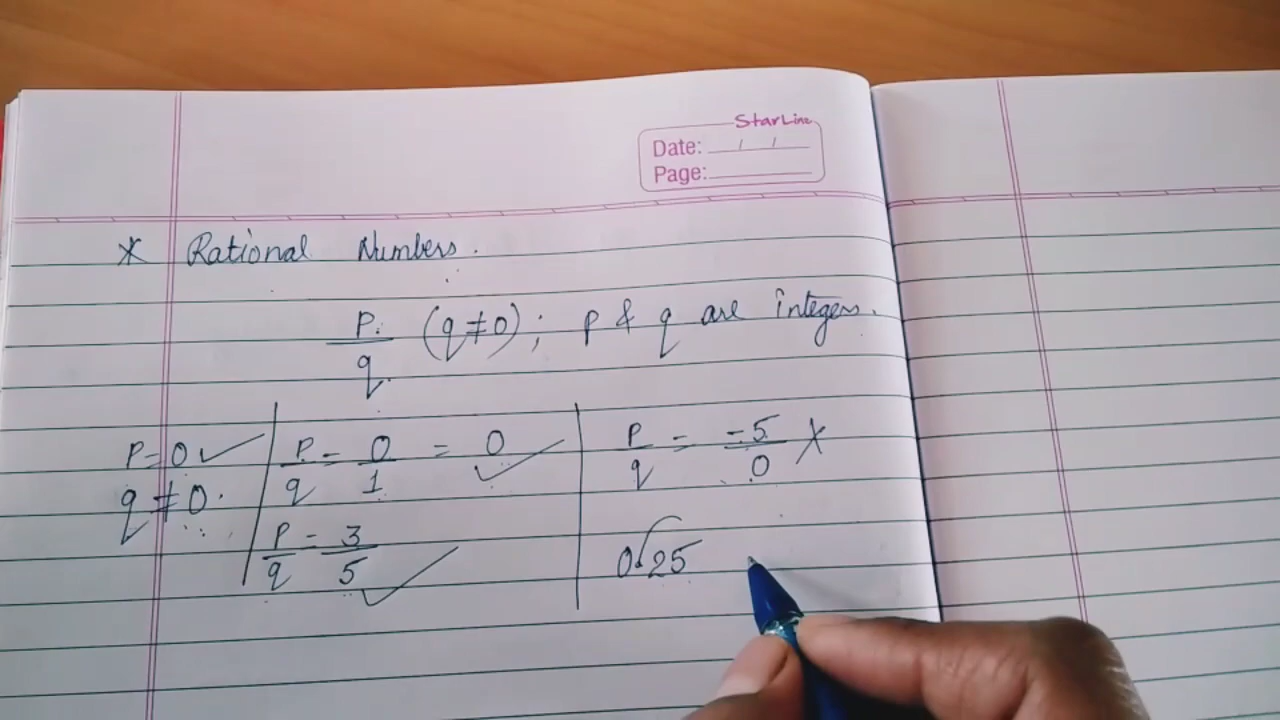 StarLine
Date: / /
Page:
* Rational Numbers.
p/q (q≠0); p & q are integers.
P=0 ✓
q≠0.
P/q = 0/1 = 0 ✓
P/q = 3/5 ✓
P/q = -5/0 X
0.25